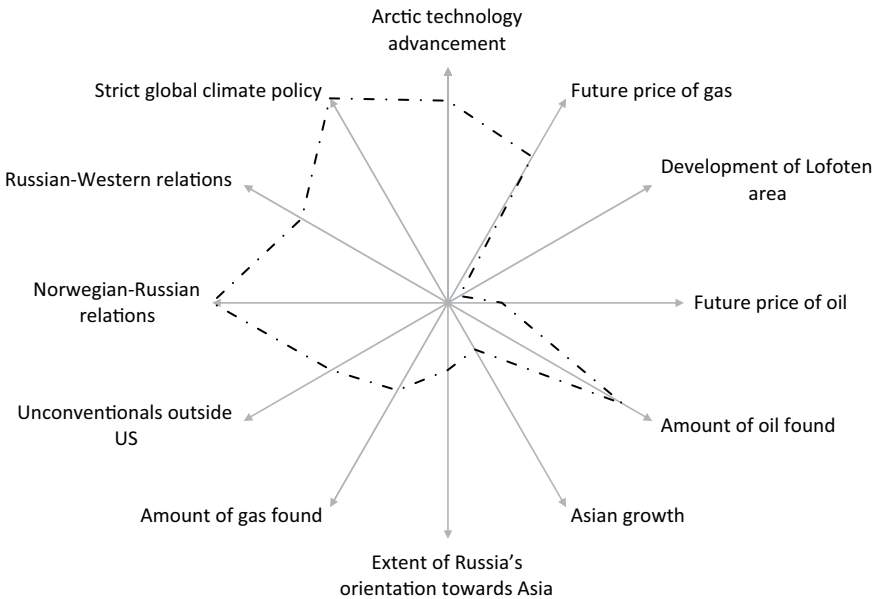 Arctic technology
advancement
Strict global climate policy
Future price of gas
Russian-Western relations
Development of Lofoten
area
Norwegian-Russian
relations
Future price of oil
Unconventionals outside
US
Amount of oil found
Amount of gas found
Asian growth
Extent of Russia’s
orientation towards Asia